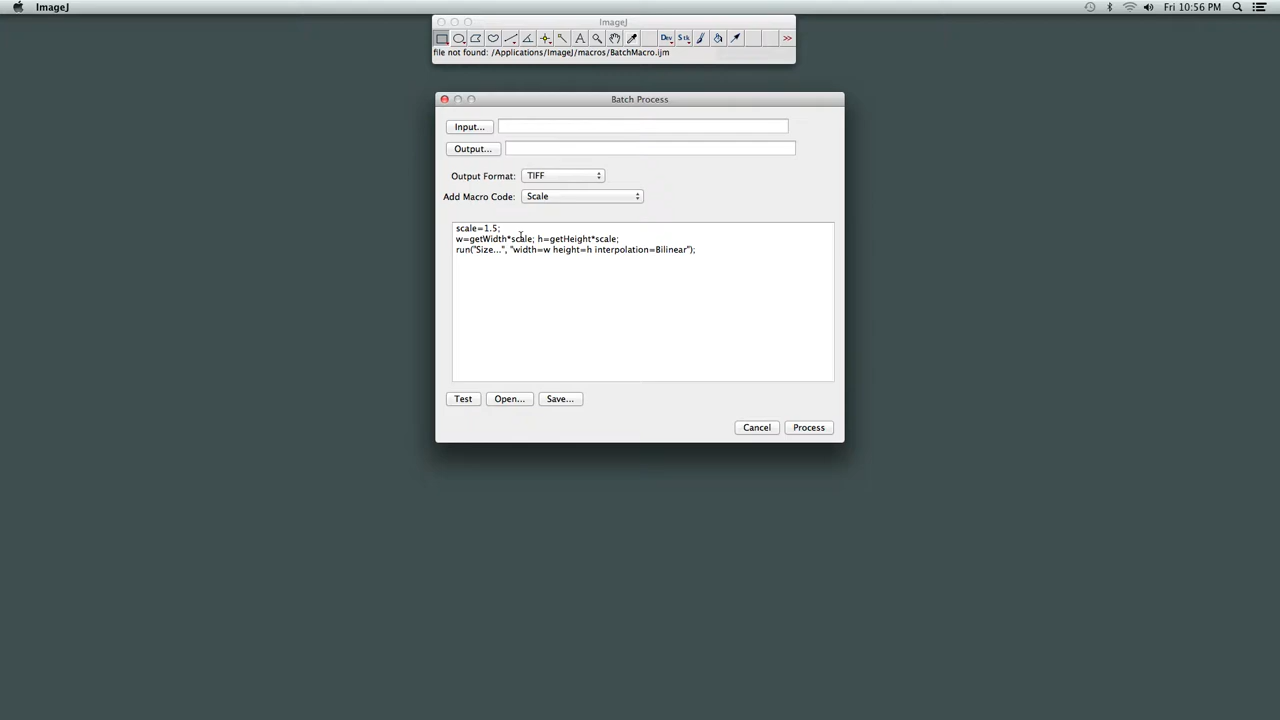 ImageJ
Fri 10:56 PM
ImageJ
A
Dev
Stk
>>
file not found: /Applications/ImageJ/macros/BatchMacro.ijm
Batch Process
Input...
Output...
Output Format: TIFF
Add Macro Code: Scale
scale=1.5;
w=getWidth*scale; h=getHeight*scale;
run("Size...", "width=w height=h interpolation=Bilinear");
Test Open... Save...
Cancel Process